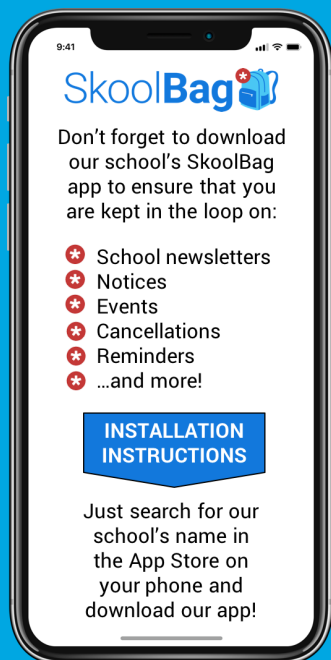 9:41
SkoolBag
Don’t forget to download
our school’s SkoolBag
app to ensure that you
are kept in the loop on:
School newsletters
Notices
Events
Cancellations
Reminders
...and more!
INSTALLATION
INSTRUCTIONS
Just search for our
school’s name in
the App Store on
your phone and
download our app!